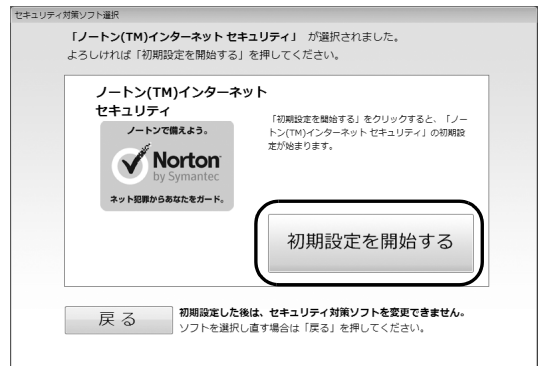 セキュリティ対策ソフト選択
「ノートン(TM)インターネット セキュリティ」 が選択されました。
よろしければ「初期設定を開始する」を押してください。
ノートン(TM)インターネット
セキュリティ
ノートンで備えよう。
Norton
by Symantec
ネット犯罪からあなたをガード。
「初期設定を開始する」をクリックすると、「ノー
トン(TM)インターネット セキュリティ」の初期設
定が始まります。
初期設定を開始する
戻る
初期設定した後は、セキュリティ対策ソフトを変更できません。
ソフトを選択し直す場合は「戻る」を押してください。